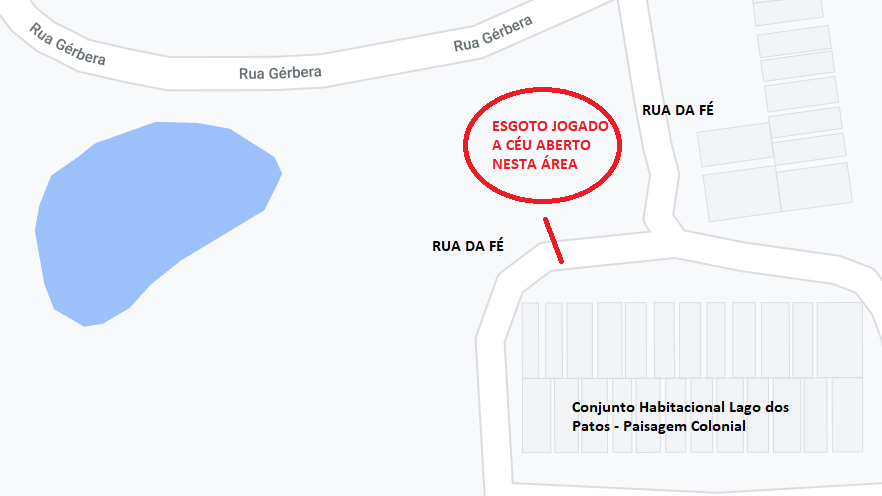 Rua Gérbera
Rua Gérbera
Rua Gérbera
RUA DA FÉ
ESGOTO JOGADO
A CÉU ABERTO
NESTA ÁREA
RUA DA FÉ
Conjunto Habitacional Lago dos
Patos - Paisagem Colonial